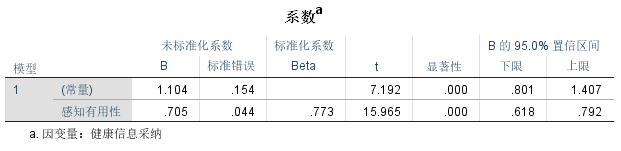 系数a
未标准化系数 标准化系数 B 的 95.0% 置信区间
模型 B 标准错误 Beta t 显著性 下限 上限
1 (常量) 1.104 .154 7.192 .000 .801 1.407
感知有用性 .705 .044 .773 15.965 .000 .618 .792
a. 因变量：健康信息采纳